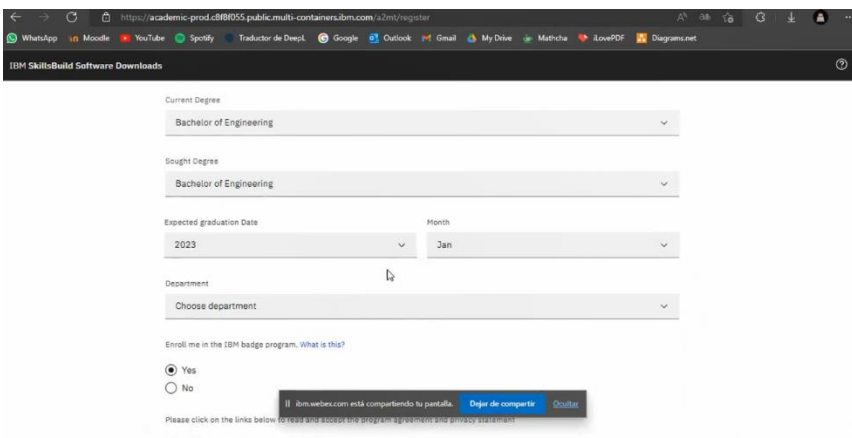 https://academic-prod.c8f8f055.public.multi-containers.ibm.com/a2mt/register
WhatsApp Moodle YouTube Spotify Traductor de DeepL Google Outlook Gmail My Drive Mathcha iLovePDF Diagrams.net
IBM SkillsBuild Software Downloads
Current Degree
Bachelor of Engineering
Sought Degree
Bachelor of Engineering
Expected graduation Date Month
2023 Jan
Department
Choose department
Enroll me in the IBM badge program. What is this?
Yes
No
ibm.webex.com está compartiendo tu pantalla. Dejar de compartir Ocultar
Please click on the links below to read and accept the program agreement and privacy statement